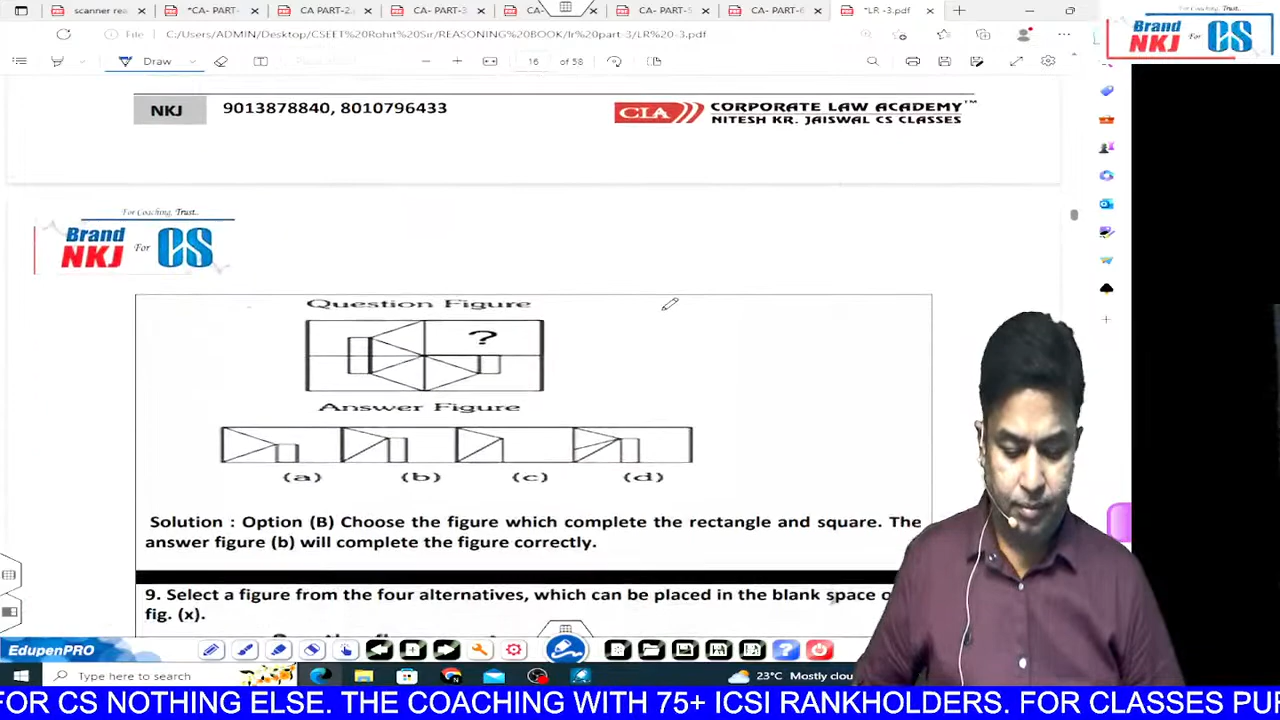 scanner re
*CA- PART-
CA PART-2.
CA- PART-3
CA-
CA- PART-5
CA- PART-6
*LR -3.pdf
File
C:/Users/ADMIN/Desktop/
lr%20part-3/LR%20-3.pdf
Draw
16 of 58
Brand NKJ For CS
NKJ 9013878840, 8010796433
CLA CORPORATE LAW ACADEMY™
NITESH KR. JAISWAL CS CLASSES
For Coaching, Trust..
Brand NKJ For CS
Question Figure
?
Answer Figure
(a) (b) (c) (d)
Solution : Option (B) Choose the figure which complete the rectangle and square. The
answer figure (b) will complete the figure correctly.
9. Select a figure from the four alternatives, which can be placed in the blank space
fig. (x).
EdupenPRO
Type here to search
23°C Mostly clou
FOR CS NOTHING ELSE. THE COACHING WITH 75+ ICSI RANKHOLDERS. FOR CLASSES PU